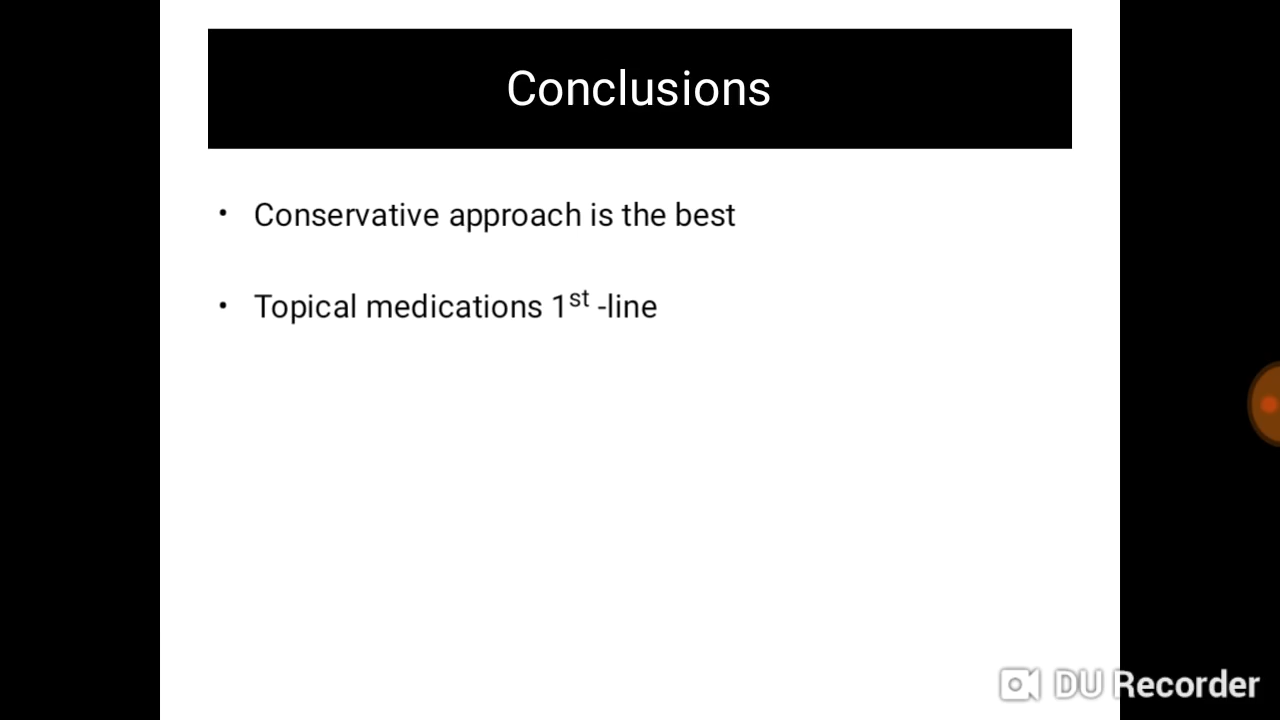 Conclusions
• Conservative approach is the best
• Topical medications 1st -line
DU Recorder